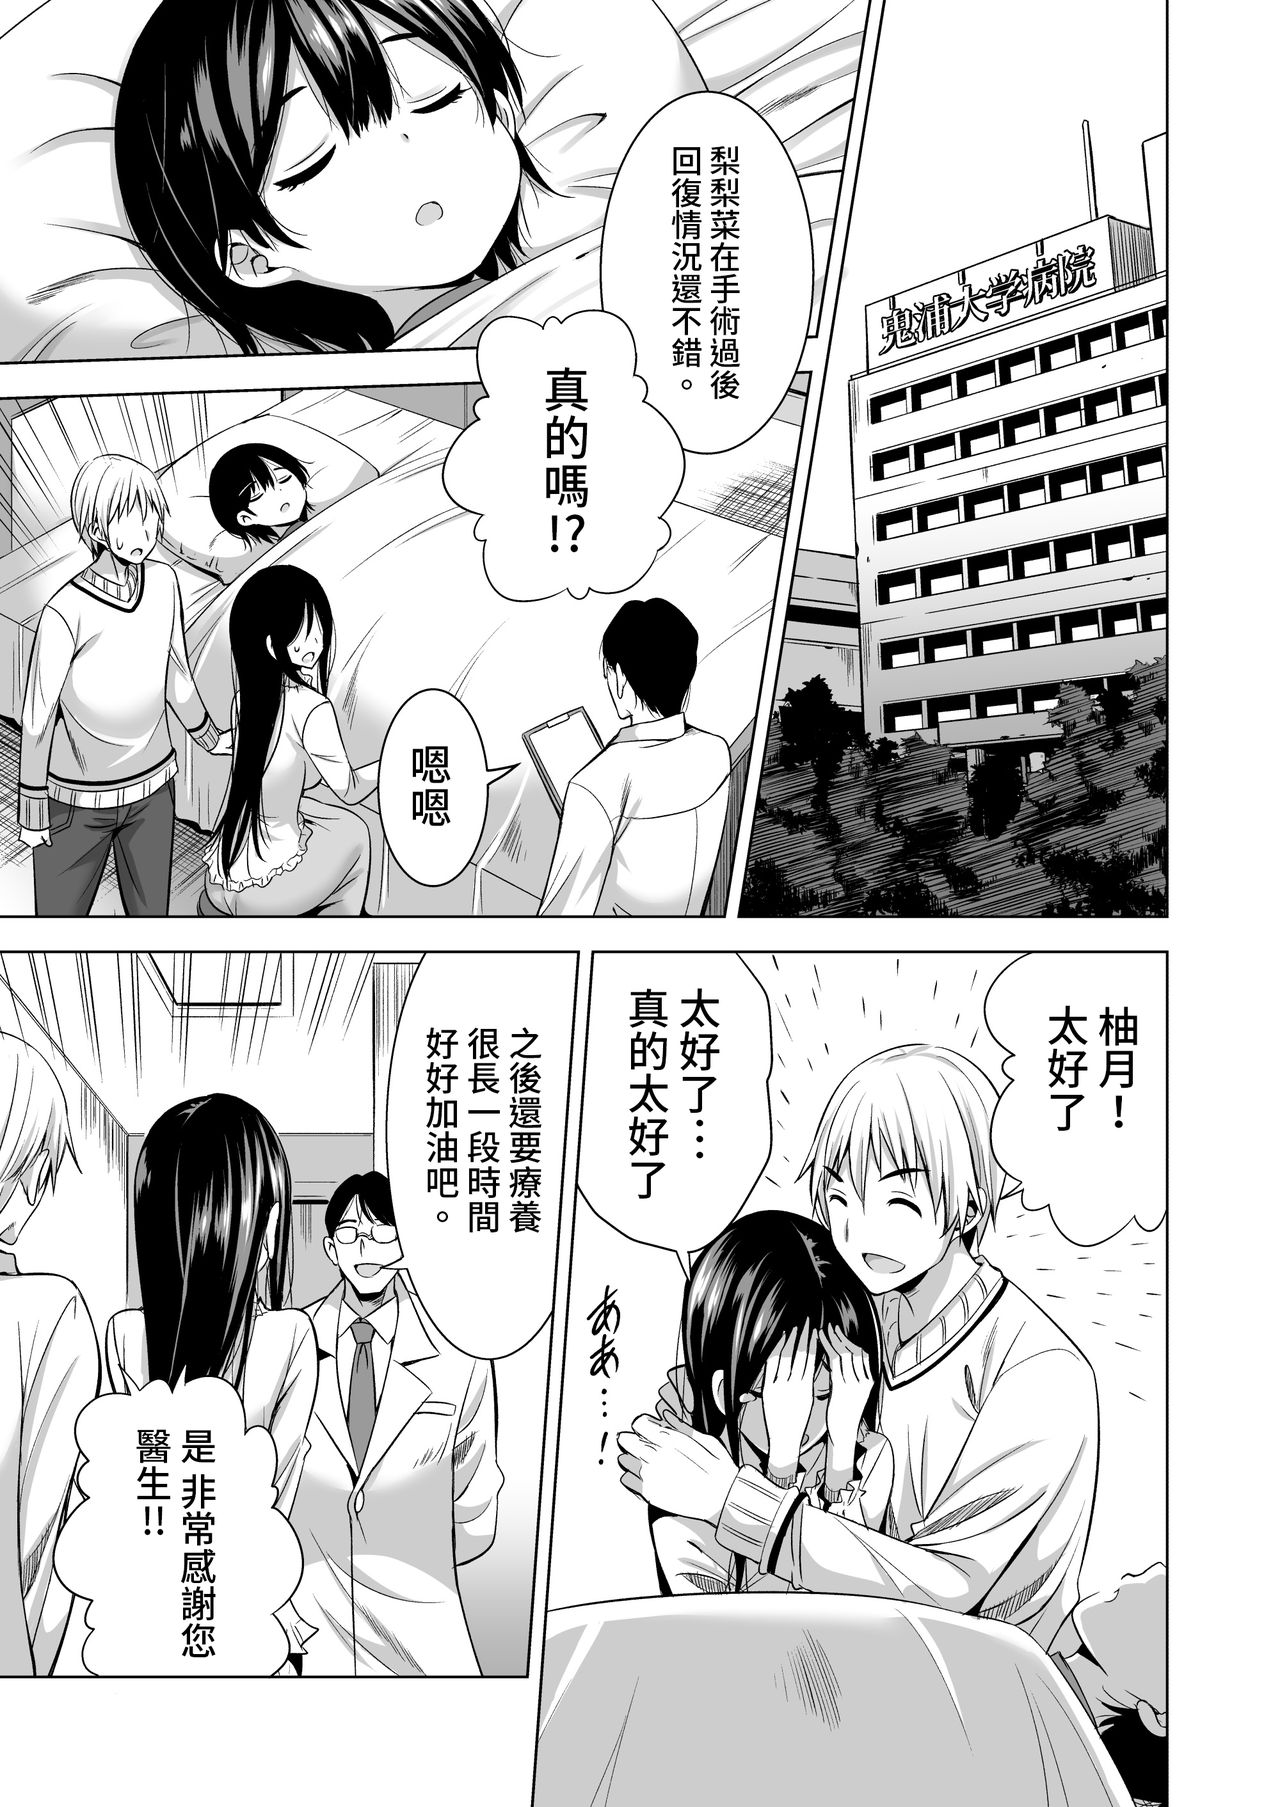 鬼浦大学病院
梨梨菜在手術過後
回復情況還不錯。
真的嗎!?
嗯嗯
柚月！
太好了
太好了…
真的太好了
ああ…！
之後還要療養
很長一段時間
好好加油吧。
是 非常感謝您
醫生!!